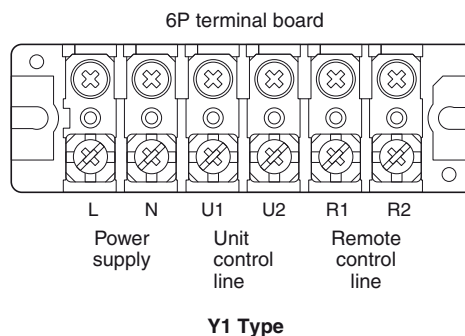 6P terminal board
L N U1 U2 R1 R2
Power supply
Unit control line
Remote control line
Y1 Type